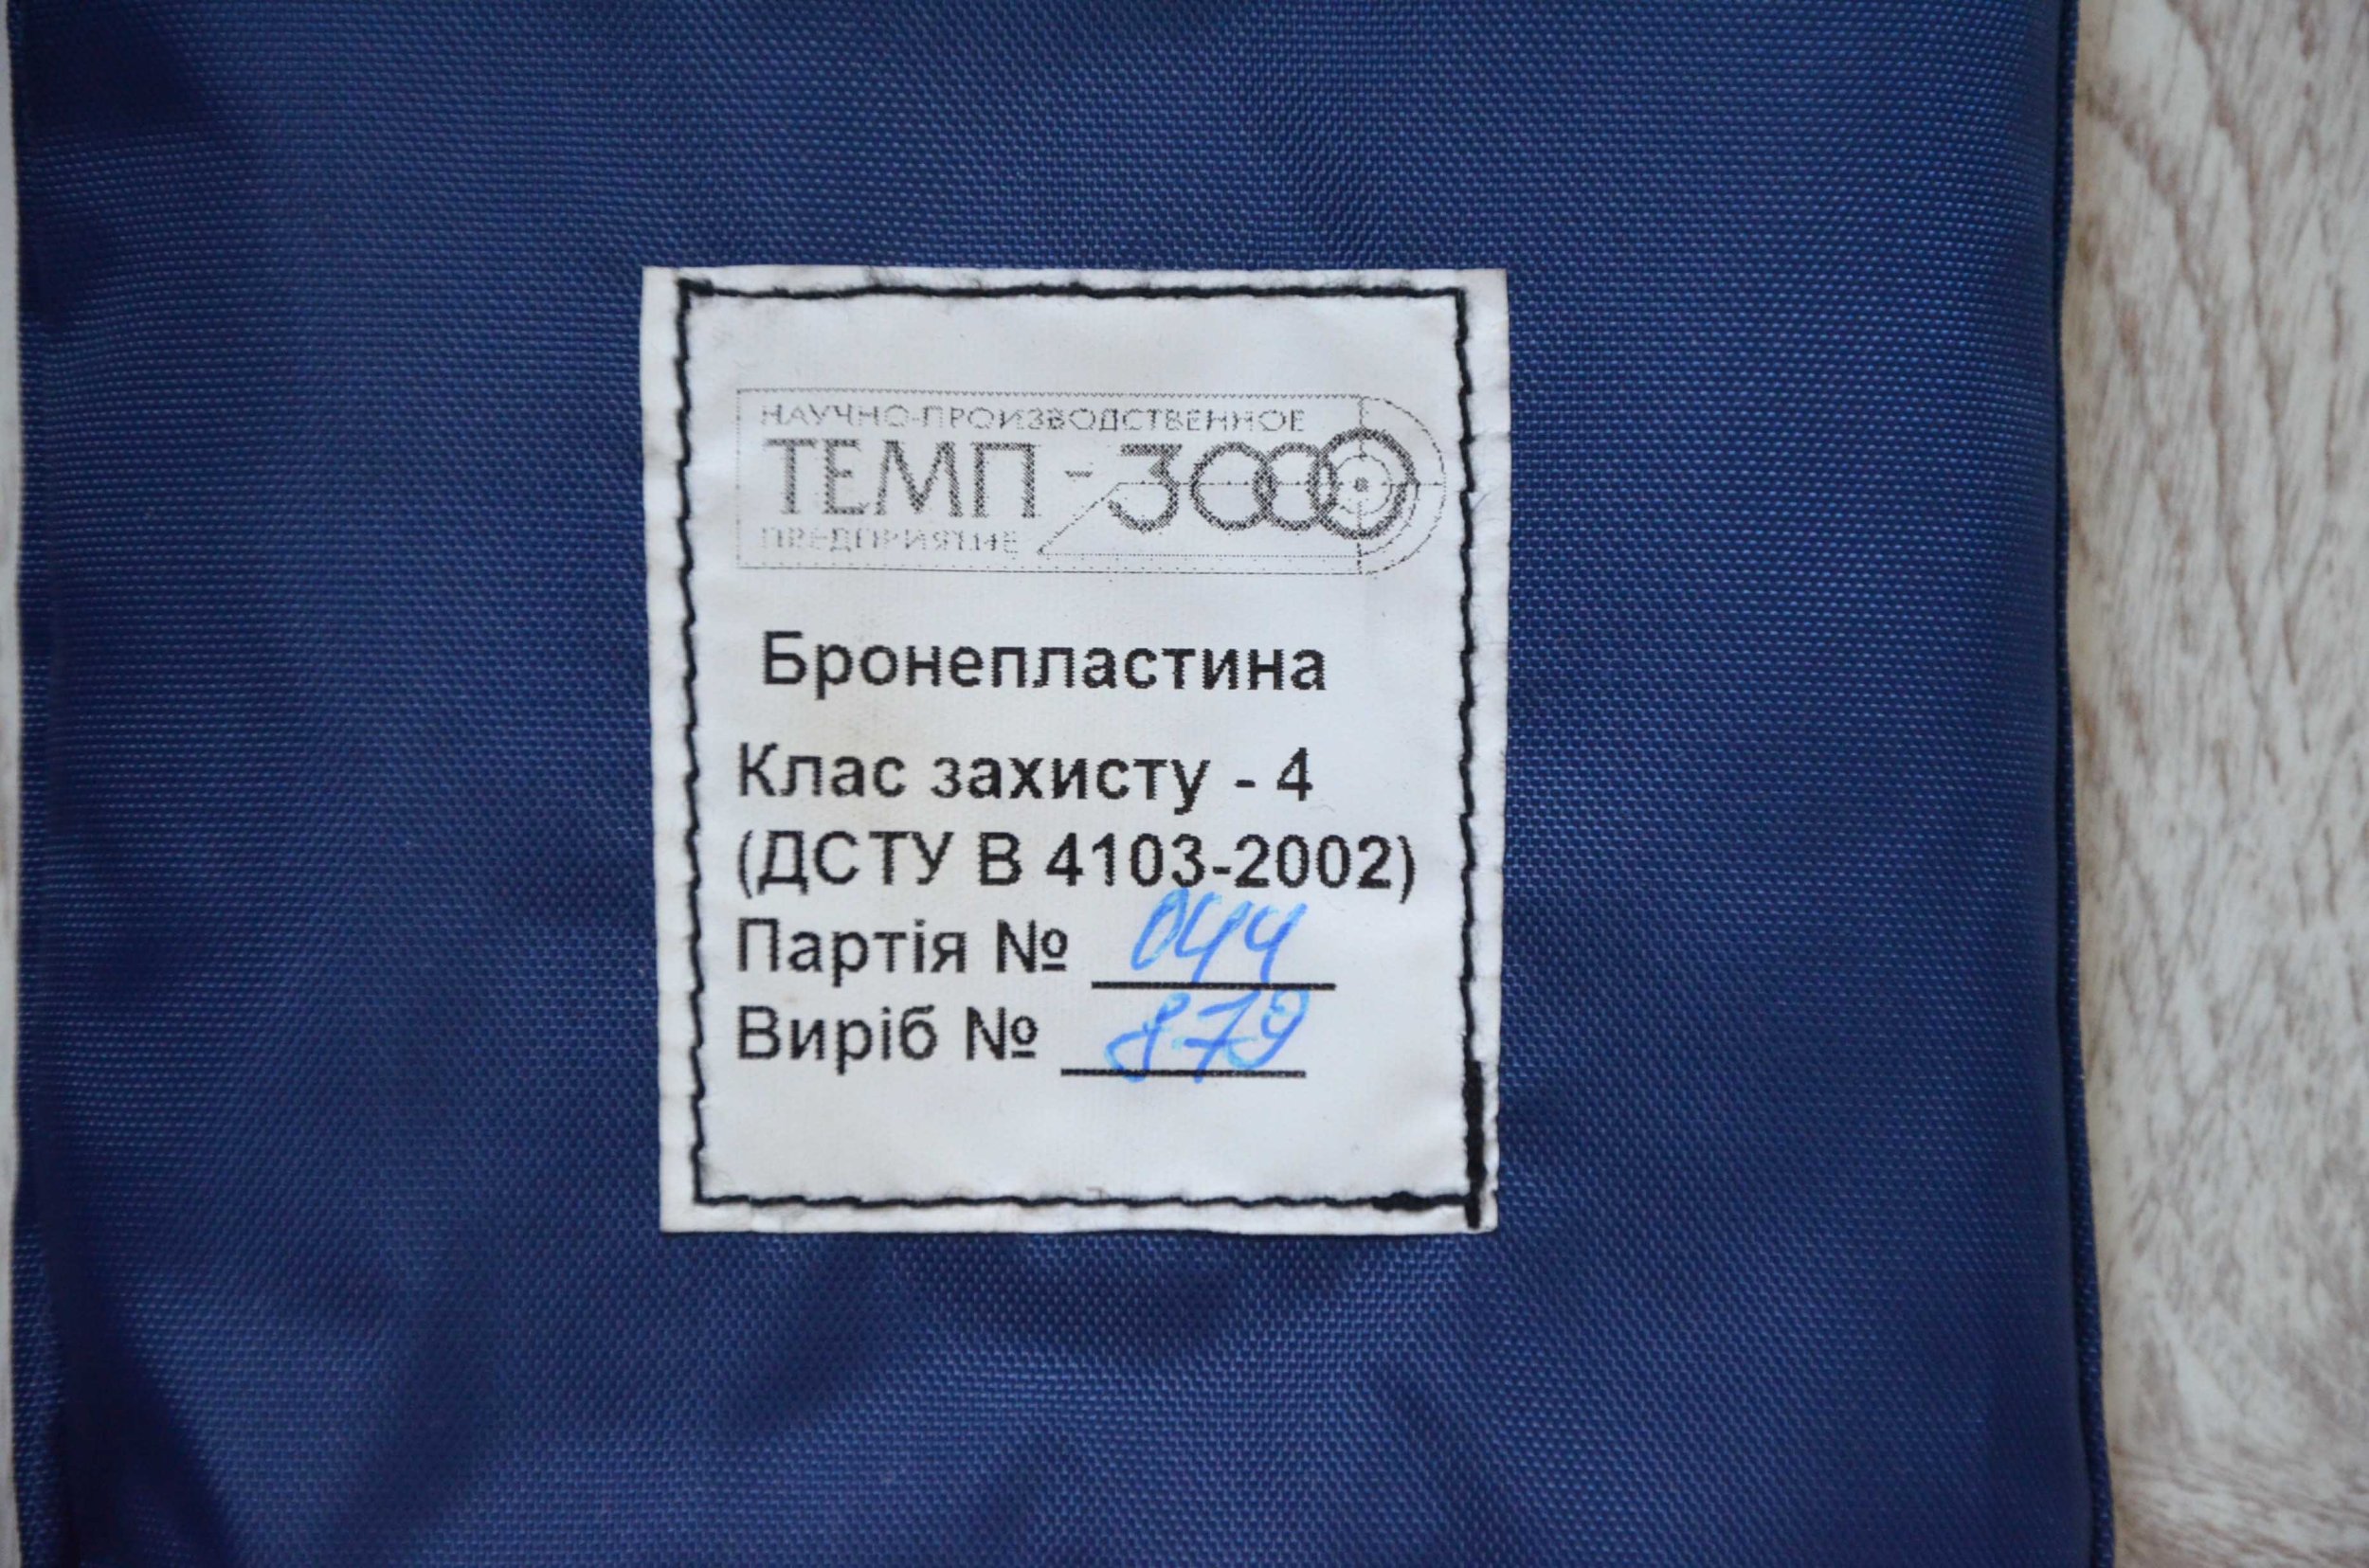 НАУЧНО-ПРОИЗВОДСТВЕННОЕ
ТЕМП-3000
ПРЕДПРИЯТИЕ
Бронепластина
Клас захисту - 4
(ДСТУ В 4103-2002)
Партія № 044
Виріб № 879